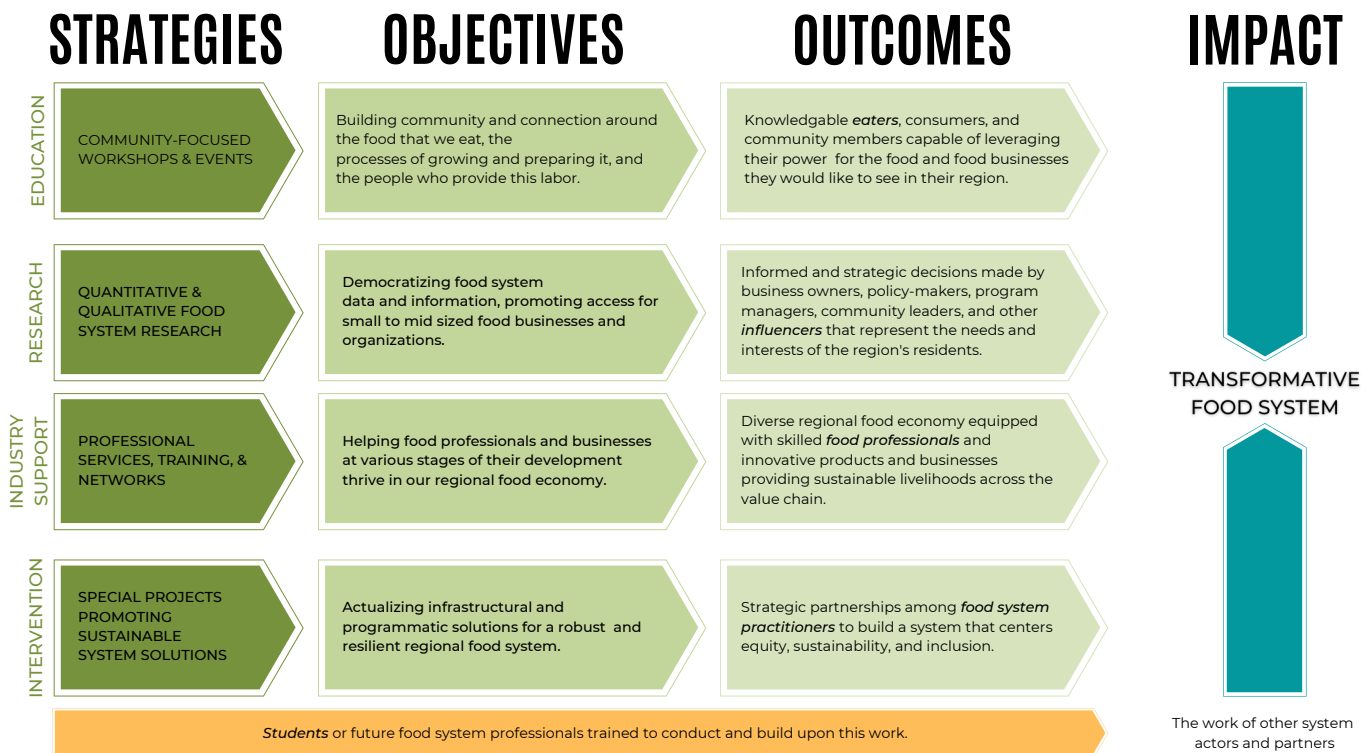 STRATEGIES
OBJECTIVES
OUTCOMES
IMPACT
EDUCATION
COMMUNITY-FOCUSED
WORKSHOPS & EVENTS
Building community and connection around
the food that we eat, the
processes of growing and preparing it, and
the people who provide this labor.
Knowledgable eaters, consumers, and
community members capable of leveraging
their power for the food and food businesses
they would like to see in their region.
RESEARCH
QUANTITATIVE &
QUALITATIVE FOOD
SYSTEM RESEARCH
Democratizing food system
data and information, promoting access for
small to mid sized food businesses and
organizations.
Informed and strategic decisions made by
business owners, policy-makers, program
managers, community leaders, and other
influencers that represent the needs and
interests of the region's residents.
INDUSTRY
SUPPORT
PROFESSIONAL
SERVICES, TRAINING, &
NETWORKS
Helping food professionals and businesses
at various stages of their development
thrive in our regional food economy.
Diverse regional food economy equipped
with skilled food professionals and
innovative products and businesses
providing sustainable livelihoods across the
value chain.
INTERVENTION
SPECIAL PROJECTS
PROMOTING
SUSTAINABLE
SYSTEM SOLUTIONS
Actualizing infrastructural and
programmatic solutions for a robust and
resilient regional food system.
Strategic partnerships among food system
practitioners to build a system that centers
equity, sustainability, and inclusion.
Students or future food system professionals trained to conduct and build upon this work.
TRANSFORMATIVE
FOOD SYSTEM
The work of other system
actors and partners